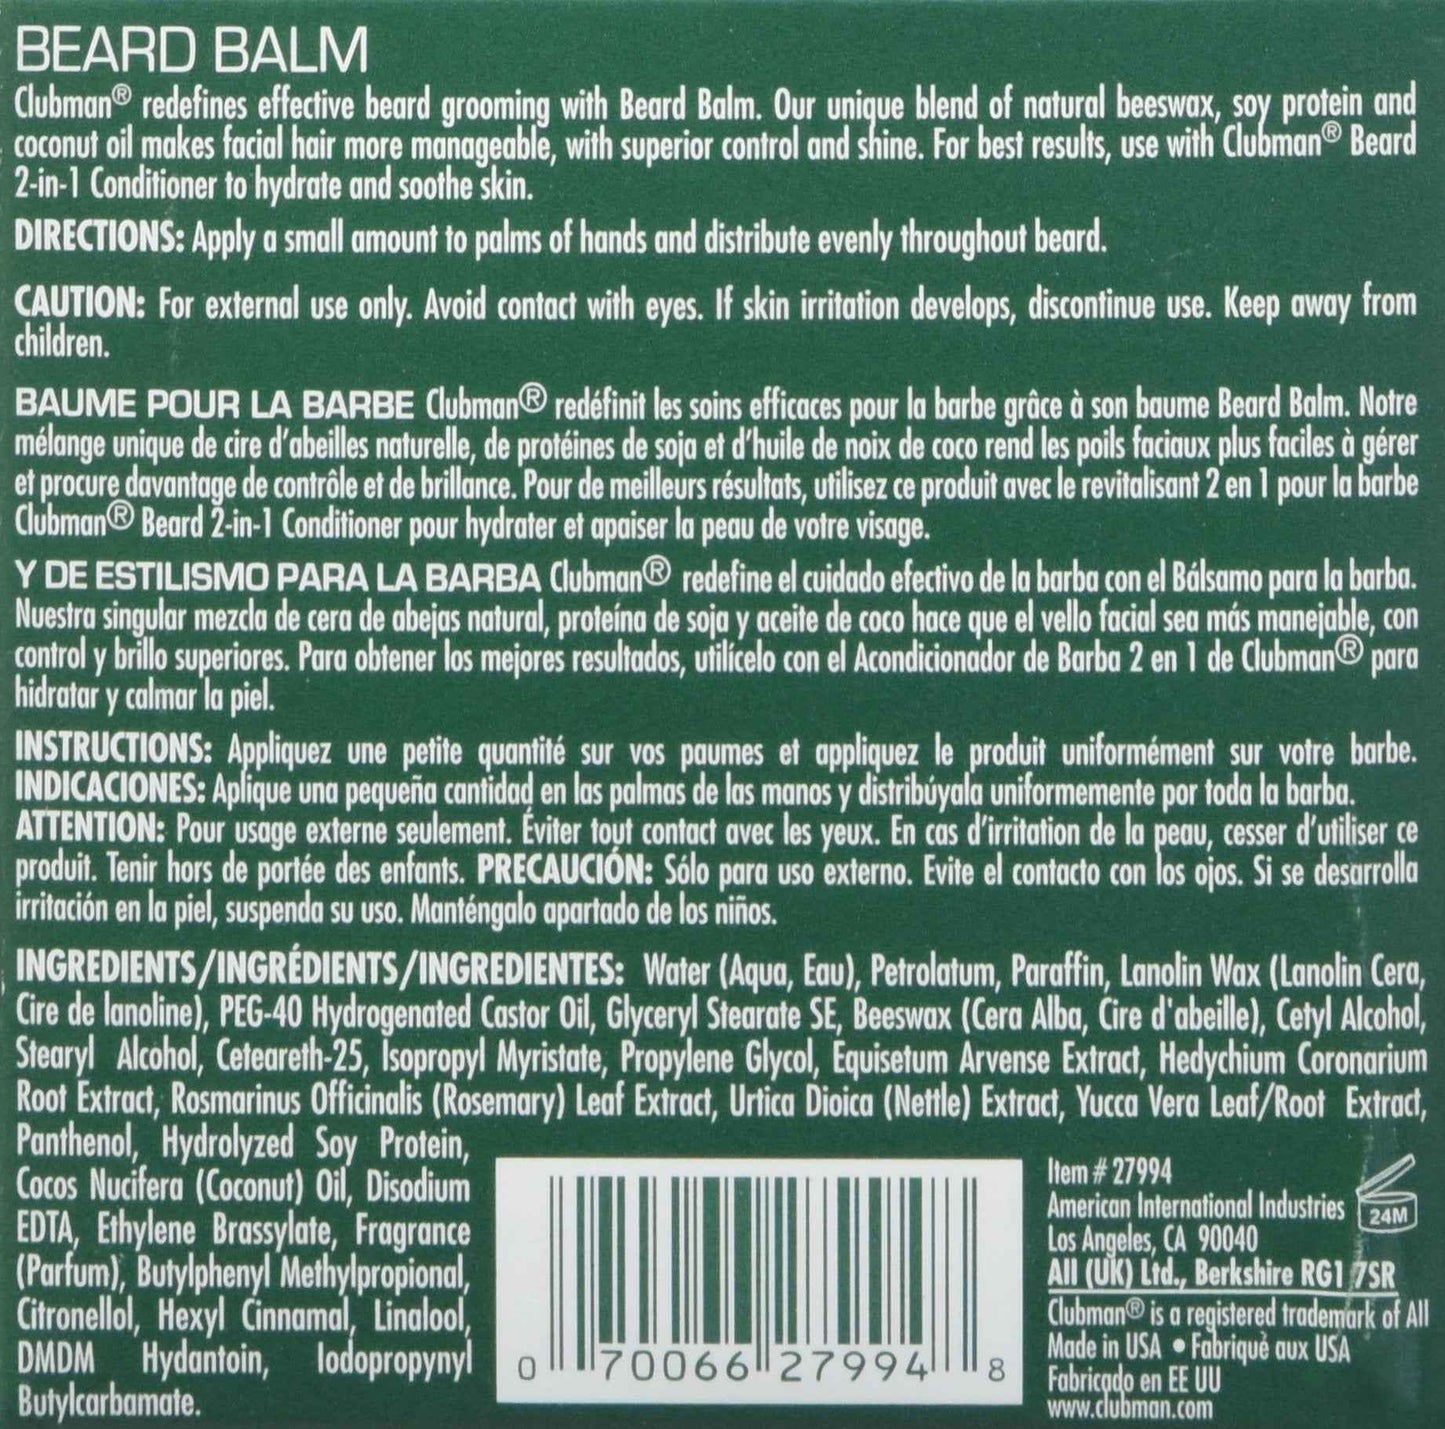 BEARD BALM
Clubman® redefines effective beard grooming with Beard Balm. Our unique blend of natural beeswax, soy protein and
coconut oil makes facial hair more manageable, with superior control and shine. For best results, use with Clubman® Beard
2-in-1 Conditioner to hydrate and soothe skin.
DIRECTIONS: Apply a small amount to palms of hands and distribute evenly throughout beard.
CAUTION: For external use only. Avoid contact with eyes. If skin irritation develops, discontinue use. Keep away from
children.
BAUME POUR LA BARBE Clubman® redéfinit les soins efficaces pour la barbe grâce à son baume Beard Balm. Notre
mélange unique de cire d'abeilles naturelle, de protéines de soja et d'huile de noix de coco rend les poils faciaux plus faciles à gérer
et procure davantage de contrôle et de brillance. Pour de meilleurs résultats, utilisez ce produit avec le revitalisant 2 en 1 pour la barbe
Clubman® Beard 2-in-1 Conditioner pour hydrater et apaiser la peau de votre visage.
Y DE ESTILISMO PARA LA BARBA Clubman® redefine el cuidado efectivo de la barba con el Bálsamo para la barba.
Nuestra singular mezcla de cera de abejas natural, proteína de soja y aceite de coco hace que el vello facial sea más manejable, con
control y brillo superiores. Para obtener los mejores resultados, utilícelo con el Acondicionador de Barba 2 en 1 de Clubman® para
hidratar y calmar la piel.
INSTRUCTIONS: Appliquez une petite quantité sur vos paumes et appliquez le produit uniformément sur votre barbe.
INDICACIONES: Aplique una pequeña cantidad en las palmas de las manos y distribúyala uniformemente por toda la barba.
ATTENTION: Pour usage externe seulement. Éviter tout contact avec les yeux. En cas d'irritation de la peau, cesser d'utiliser ce
produit. Tenir hors de portée des enfants. PRECAUCIÓN: Sólo para uso externo. Evite el contacto con los ojos. Si se desarrolla
irritación en la piel, suspenda su uso. Manténgalo apartado de los niños.
INGREDIENTS/INGRÉDIENTS/INGREDIENTES: Water (Aqua, Eau), Petrolatum, Paraffin, Lanolin Wax (Lanolin Cera,
Cire de lanoline), PEG-40 Hydrogenated Castor Oil, Glyceryl Stearate SE, Beeswax (Cera Alba, Cire d'abeille), Cetyl Alcohol,
Stearyl Alcohol, Ceteareth-25, Isopropyl Myristate, Propylene Glycol, Equisetum Arvense Extract, Hedychium Coronarium
Root Extract, Rosmarinus Officinalis (Rosemary) Leaf Extract, Urtica Dioica (Nettle) Extract, Yucca Vera Leaf/Root Extract,
Panthenol, Hydrolyzed Soy Protein,
Cocos Nucifera (Coconut) Oil, Disodium
EDTA, Ethylene Brassylate, Fragrance
(Parfum), Butylphenyl Methylpropional,
Citronellol, Hexyl Cinnamal, Linalool,
DMDM Hydantoin, Iodopropynyl
Butylcarbamate.
0 70066 27994 8
Item # 27994
American International Industries
Los Angeles, CA 90040
24M
AII (UK) Ltd., Berkshire RG1 7SR
Clubman® is a registered trademark of AII
Made in USA • Fabriquè aux USA
Fabricado en EE UU
www.clubman.com